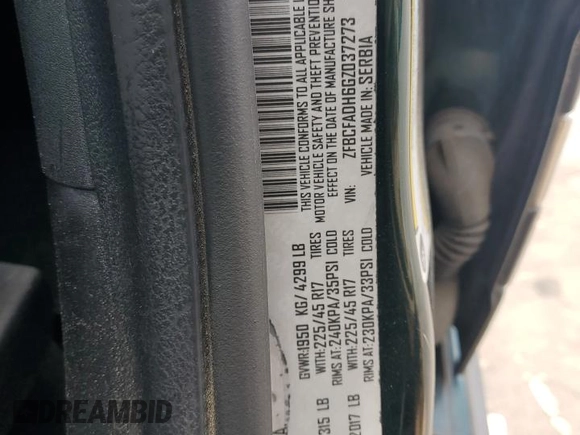 THIS VEHICLE CONFORMS TO ALL APPLICABLE
MOTOR VEHICLE SAFETY AND THEFT PREVENTION
EFFECT ON THE DATE OF MANUFACTURE SH
VIN: ZFBCFADH6GZ037273
VEHICLE MADE IN: SERBIA
GVWR:1950 KG/ 4299 LB
WITH:225/45 R17 TIRES
RIMS AT:240KPA/35PSI COLD
315 LB
WITH:225/45 R17 TIRES
2017 LB
RIMS AT:230KPA/33PSI COLD
DREAMBID